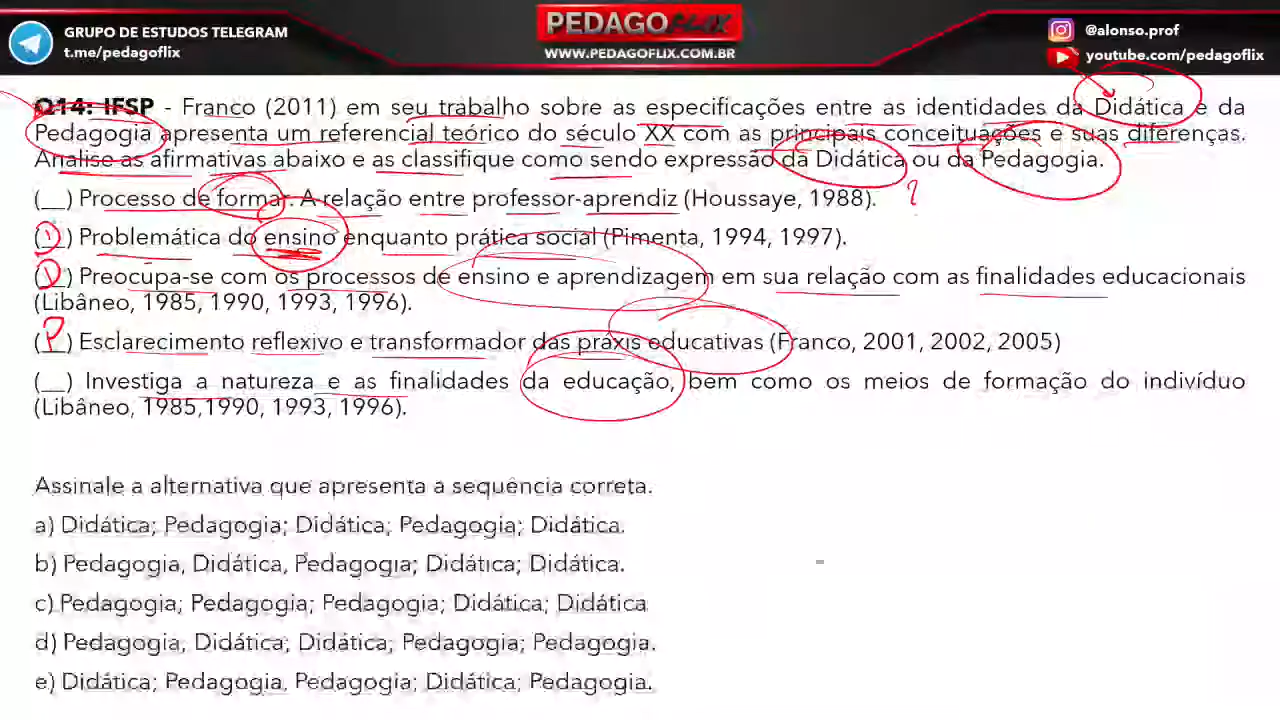 GRUPO DE ESTUDOS TELEGRAM
t.me/pedagoflix
PEDAGOFLIX
WWW.PEDAGOFLIX.COM.BR
@alonso.prof
youtube.com/pedagoflix
Q14: IFSP - Franco (2011) em seu trabalho sobre as especificações entre as identidades da Didática e da
Pedagogia apresenta um referencial teórico do século XX com as principais conceituações e suas diferenças.
Analise as afirmativas abaixo e as classifique como sendo expressão da Didática ou da Pedagogia.
(__) Processo de formar. A relação entre professor-aprendiz (Houssaye, 1988). ?
(__) Problemática do ensino enquanto prática social (Pimenta, 1994, 1997).
(__) Preocupa-se com os processos de ensino e aprendizagem em sua relação com as finalidades educacionais
(Libâneo, 1985, 1990, 1993, 1996).
(P) Esclarecimento reflexivo e transformador das práxis educativas (Franco, 2001, 2002, 2005)
(__) Investiga a natureza e as finalidades da educação, bem como os meios de formação do indivíduo
(Libâneo, 1985,1990, 1993, 1996).
Assinale a alternativa que apresenta a sequência correta.
a) Didática; Pedagogia; Didática; Pedagogia; Didática.
b) Pedagogia, Didática, Pedagogia; Didática; Didática.
c) Pedagogia; Pedagogia; Pedagogia; Didática; Didática
d) Pedagogia, Didática; Didática; Pedagogia; Pedagogia.
e) Didática; Pedagogia, Pedagogia; Didática; Pedagogia.